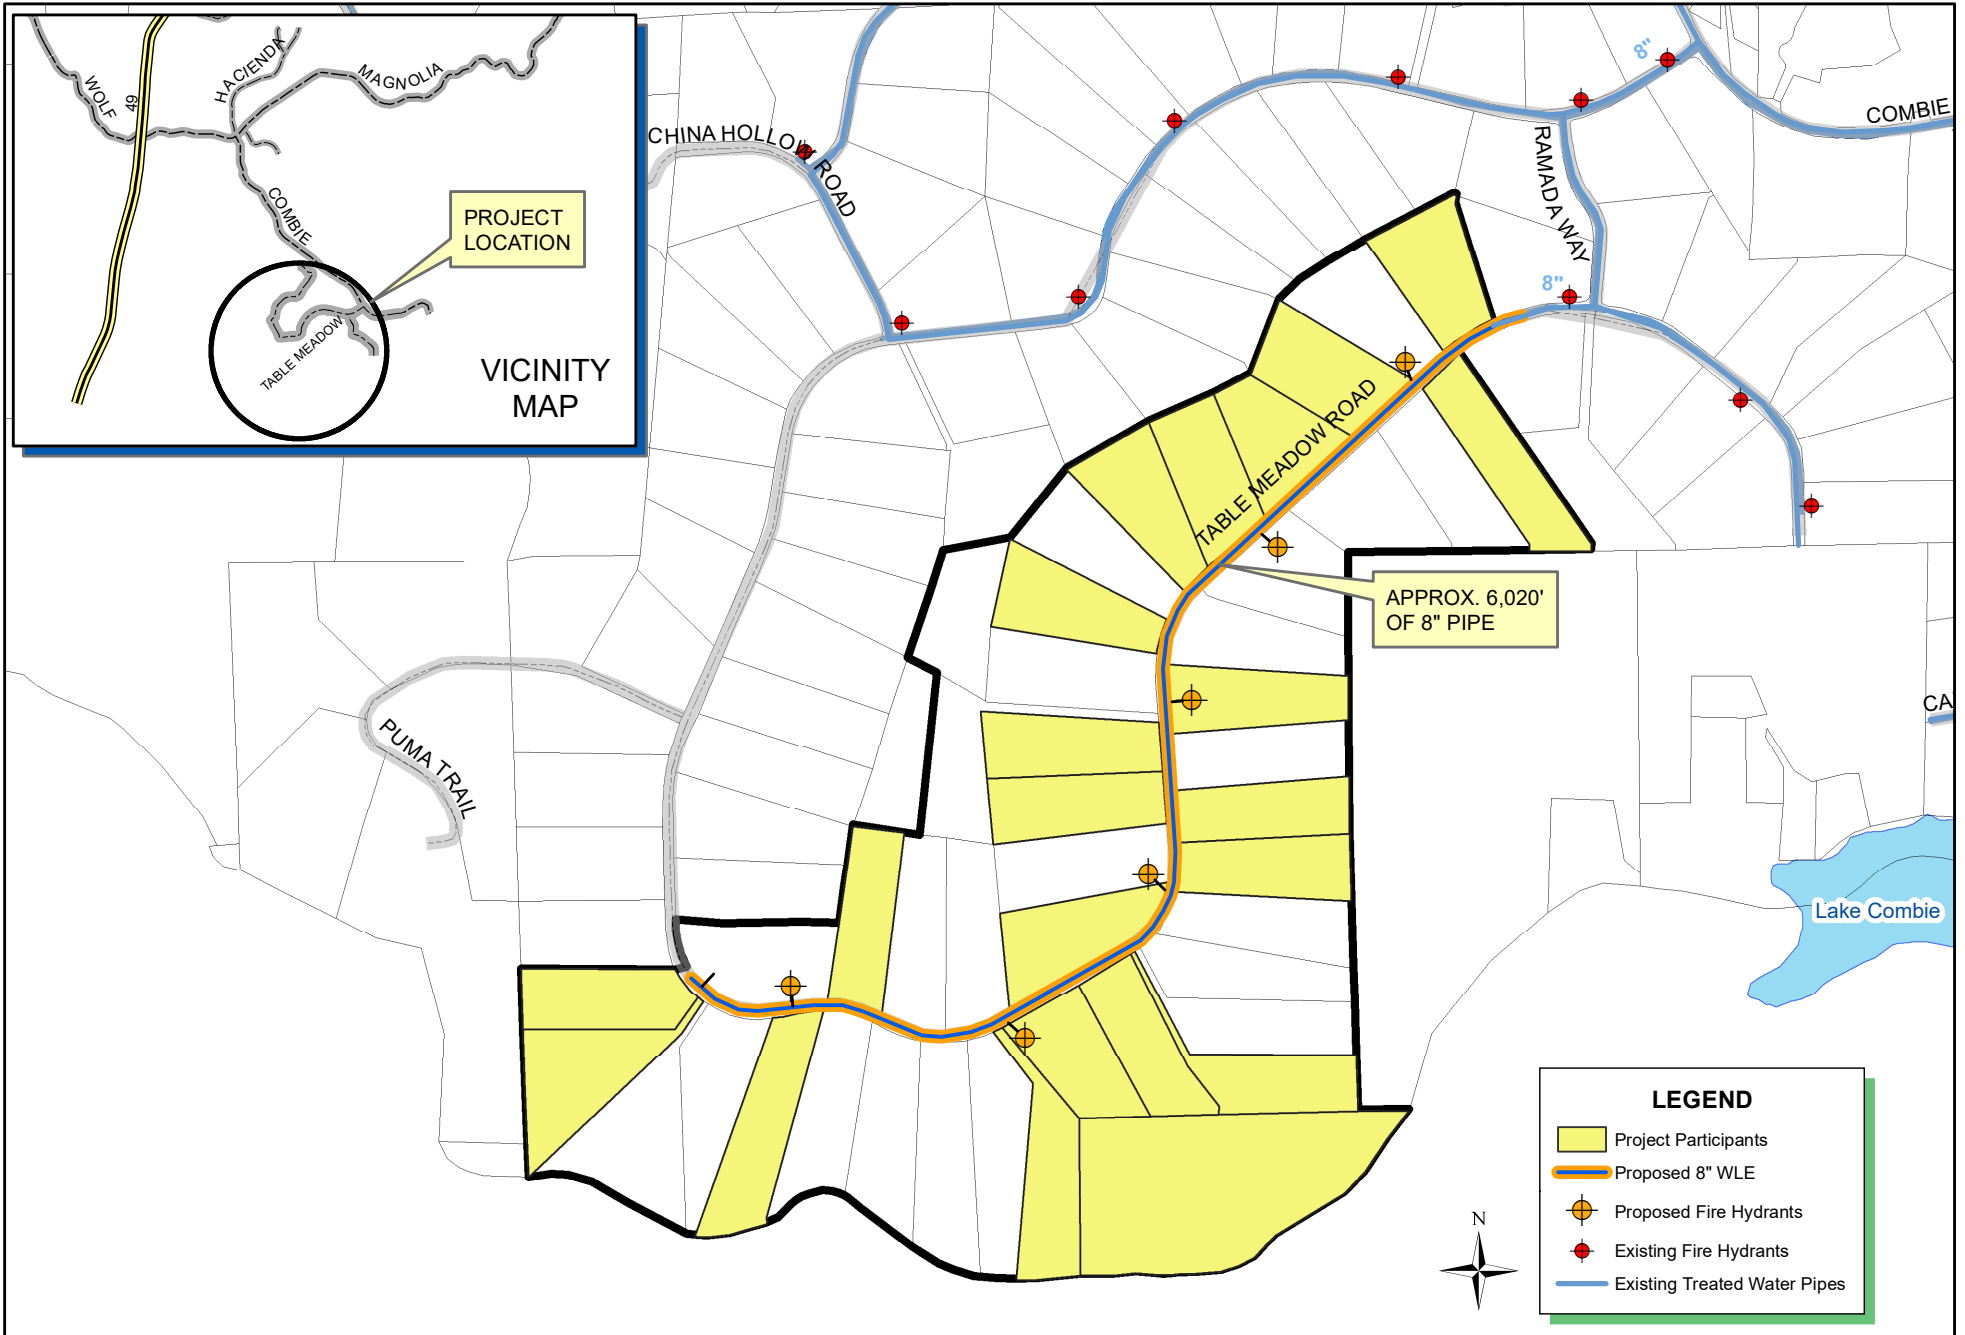 WOLF
49
HACIENDA
MAGNOLIA
COMBIE
PROJECT
LOCATION
TABLE MEADOW
VICINITY
MAP
CHINA HOLLOW ROAD
8"
COMBIE
RAMADA WAY
8"
TABLE MEADOW ROAD
APPROX. 6,020'
OF 8" PIPE
PUMA TRAIL
CA
Lake Combie
N
LEGEND
Project Participants
Proposed 8" WLE
Proposed Fire Hydrants
Existing Fire Hydrants
Existing Treated Water Pipes